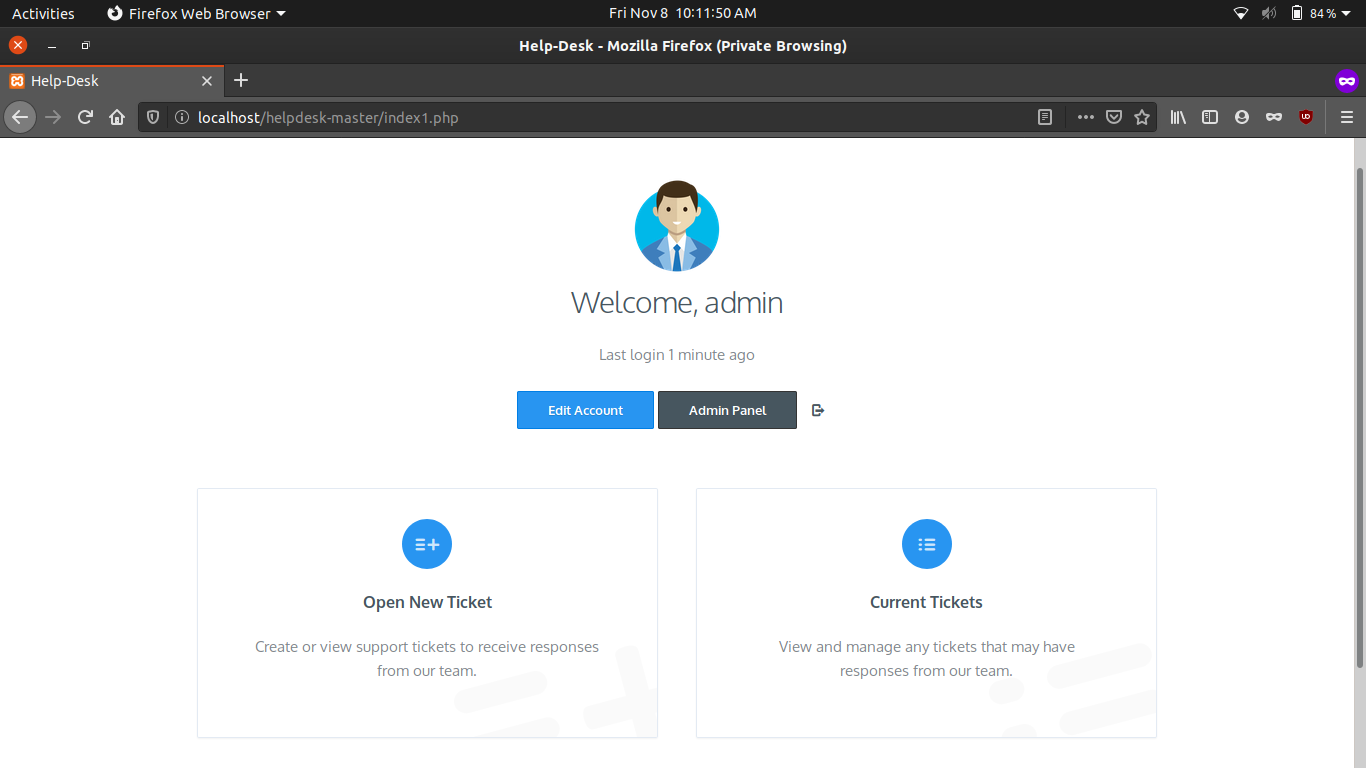 Activities Firefox Web Browser Fri Nov 8 10:11:50 AM 84 %
Help-Desk - Mozilla Firefox (Private Browsing)
Help-Desk
localhost/helpdesk-master/index1.php
Welcome, admin
Last login 1 minute ago
Edit Account Admin Panel
Open New Ticket
Create or view support tickets to receive responses
from our team.
Current Tickets
View and manage any tickets that may have
responses from our team.